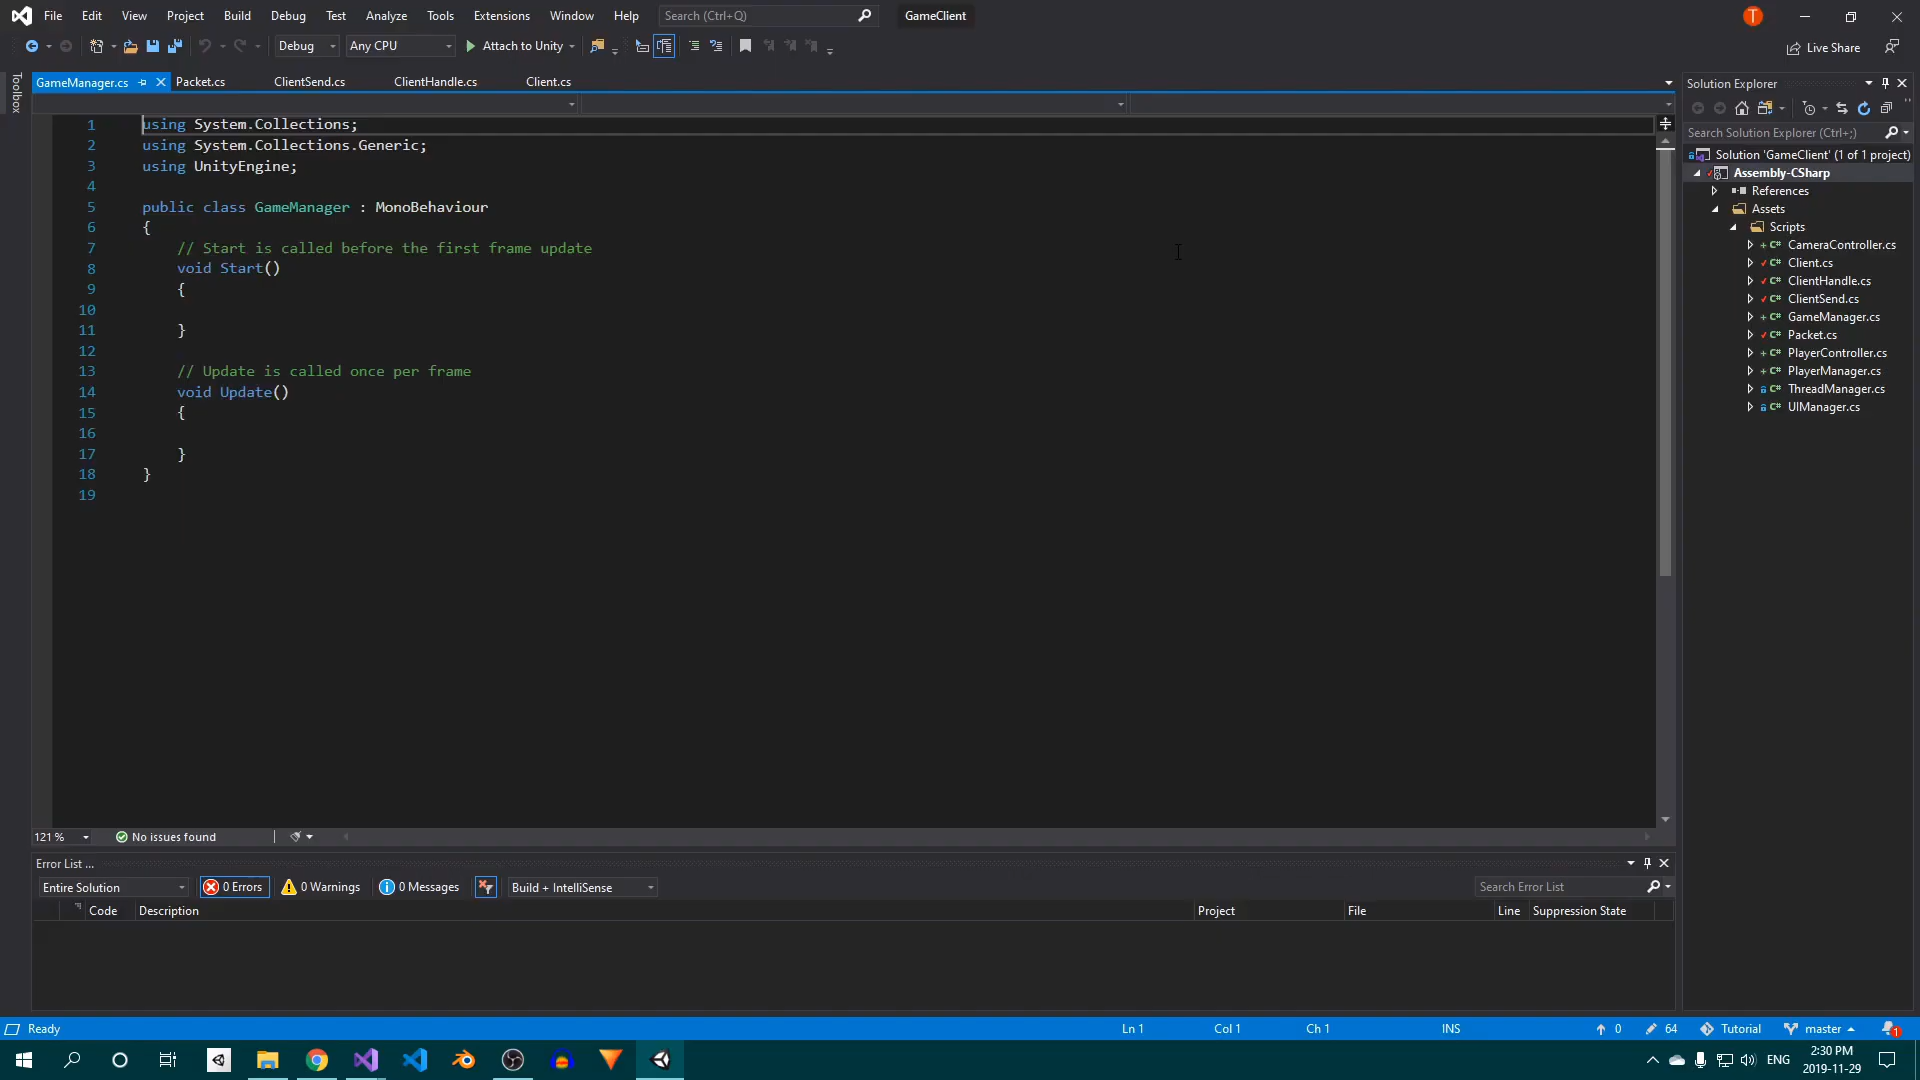 File Edit View Project Build Debug Test Analyze Tools Extensions Window Help Search (Ctrl+Q) GameClient T
Debug Any CPU Attach to Unity Live Share
Toolbox
GameManager.cs Packet.cs ClientSend.cs ClientHandle.cs Client.cs
1 using System.Collections;
2 using System.Collections.Generic;
3 using UnityEngine;
4
5 public class GameManager : MonoBehaviour
6 {
7 // Start is called before the first frame update
8 void Start()
9 {
10
11 }
12
13 // Update is called once per frame
14 void Update()
15 {
16
17 }
18 }
19
121 % No issues found
Solution Explorer
Search Solution Explorer (Ctrl+;)
Solution 'GameClient' (1 of 1 project)
Assembly-CSharp
References
Assets
Scripts
C# CameraController.cs
C# Client.cs
C# ClientHandle.cs
C# ClientSend.cs
C# GameManager.cs
C# Packet.cs
C# PlayerController.cs
C# PlayerManager.cs
C# ThreadManager.cs
C# UIManager.cs
Error List ...
Entire Solution 0 Errors 0 Warnings 0 Messages Build + IntelliSense Search Error List
Code Description Project File Line Suppression State
Ready Ln 1 Col 1 Ch 1 INS 0 64 Tutorial master 1
ENG 2:30 PM
2019-11-29